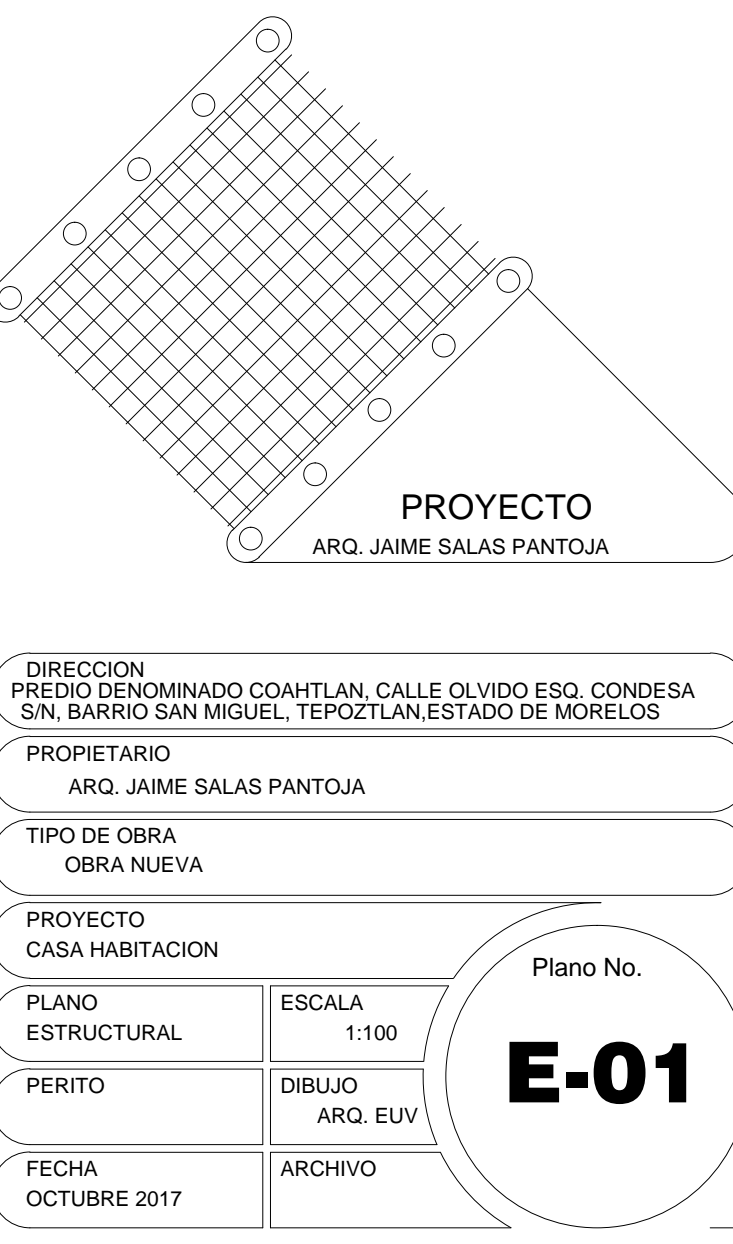 PROYECTO
ARQ. JAIME SALAS PANTOJA
DIRECCION
PREDIO DENOMINADO COAHTLAN, CALLE OLVIDO ESQ. CONDESA
S/N, BARRIO SAN MIGUEL, TEPOZTLAN,ESTADO DE MORELOS
PROPIETARIO
ARQ. JAIME SALAS PANTOJA
TIPO DE OBRA
OBRA NUEVA
PROYECTO
CASA HABITACION
Plano No.
E-01
PLANO
ESTRUCTURAL
ESCALA
1:100
PERITO
DIBUJO
ARQ. EUV
FECHA
OCTUBRE 2017
ARCHIVO